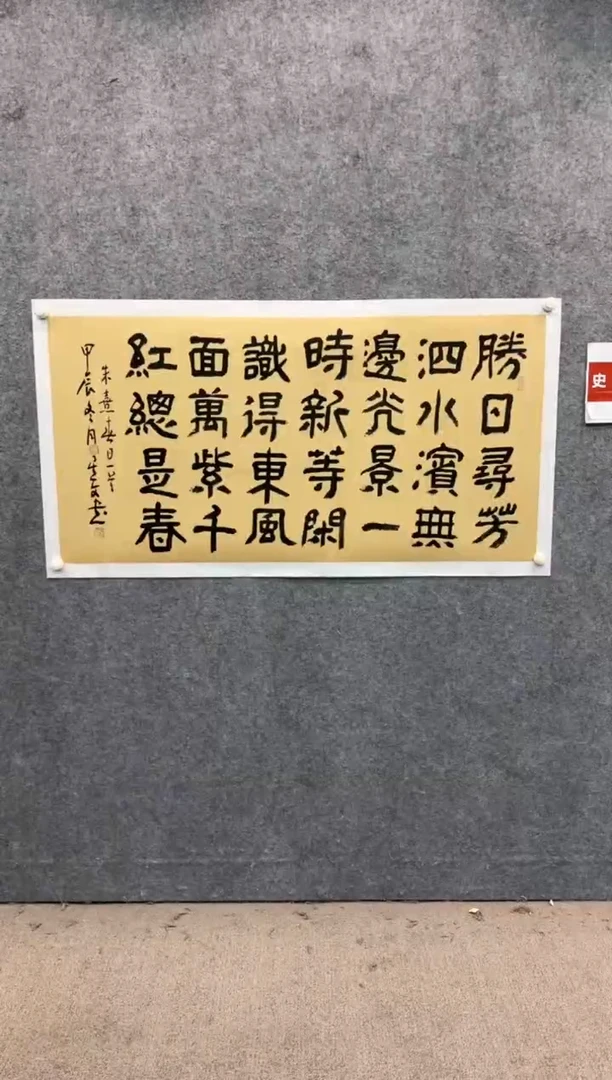 勝日尋芳
泗水濱無
邊光景一
時新等閑
識得東風
面萬紫千
紅總是春
朱熹春日一首
甲辰冬月
史